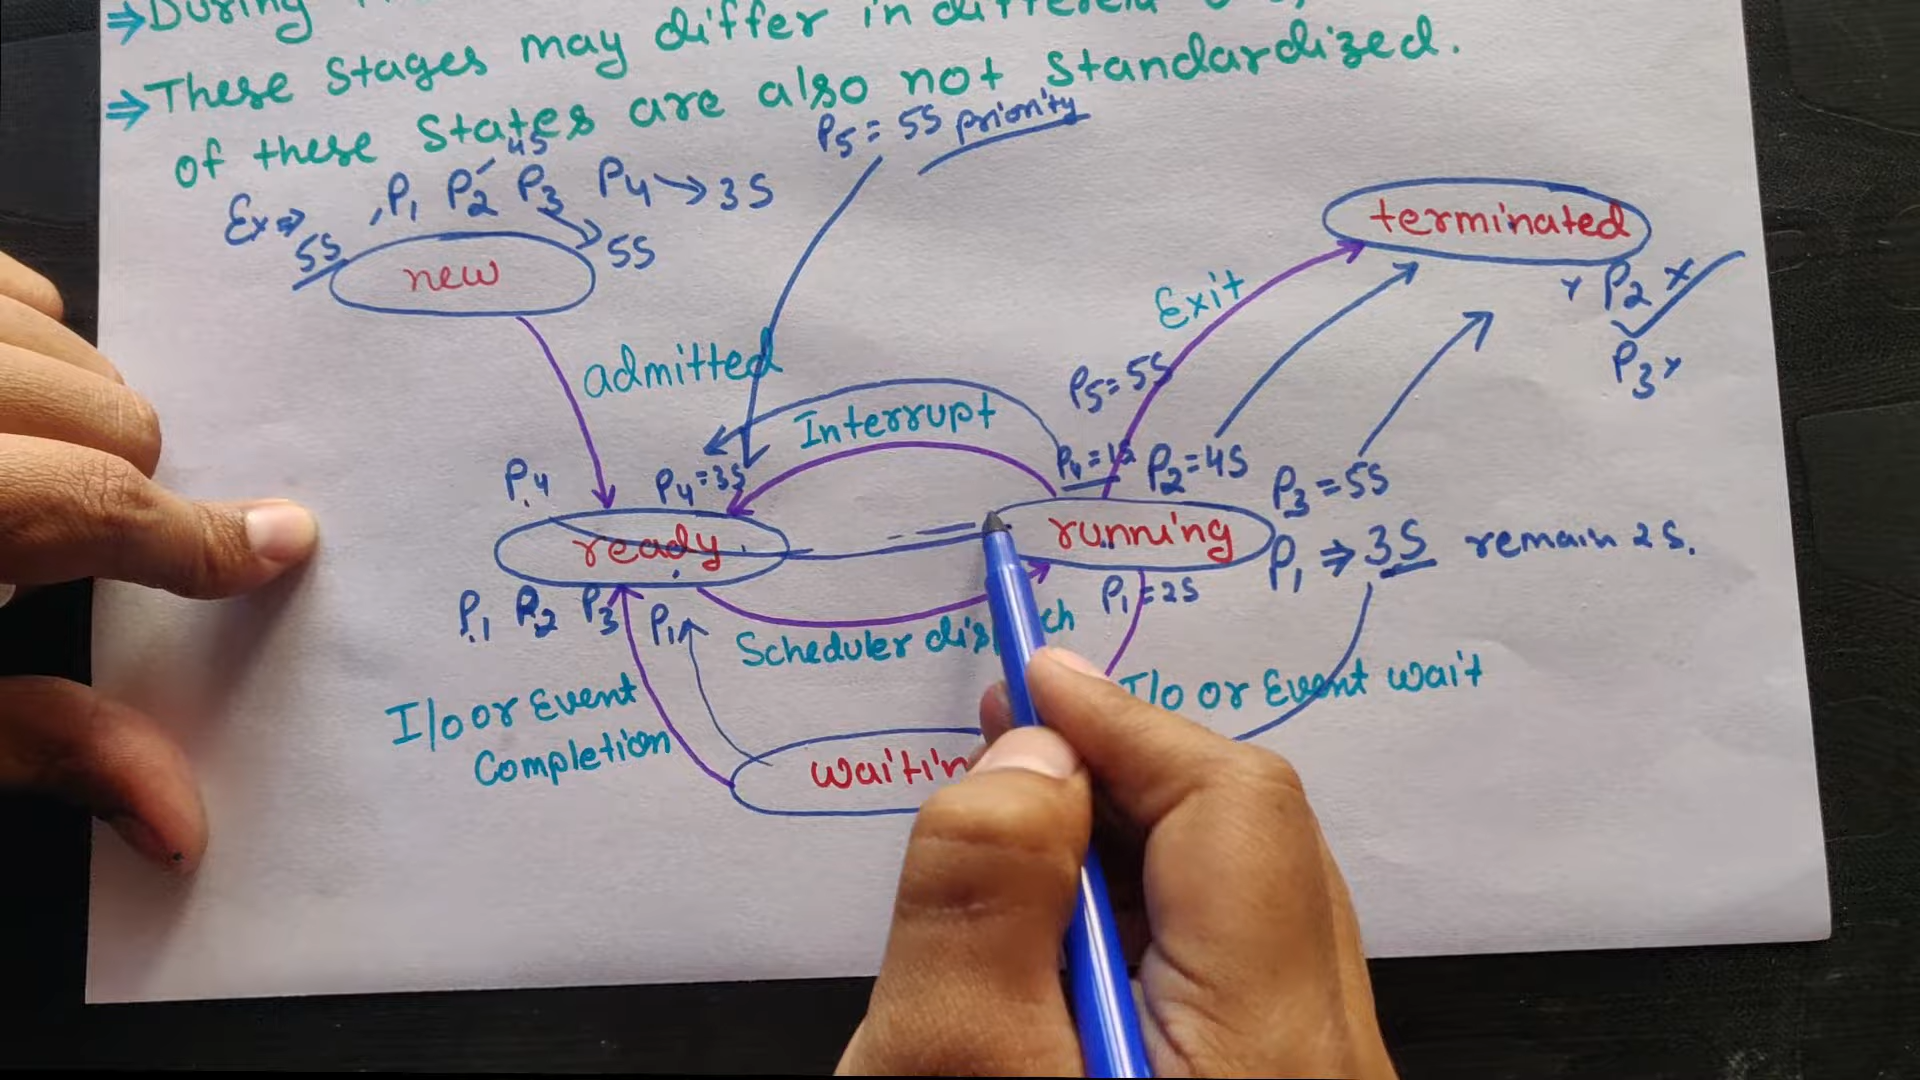 ⇒ During
⇒ These stages may differ in different
of these States are also not standardized.
P5 = 5S priority
4S
Ex ⇒ P1 P2 P3 P4 → 3S
5S
5S
new
terminated
P2 x
P3 x
Exit
admitted
P5 = 5S
Interrupt
P4 P4 = 3S
P4 = 1S P2 = 4S P3 = 5S
ready
running
P1 ⇒ 3S remain 2S.
P1 P2 P3 P1
P1 = 2S
Scheduler
I/o or Event
Completion
I/o or Event wait